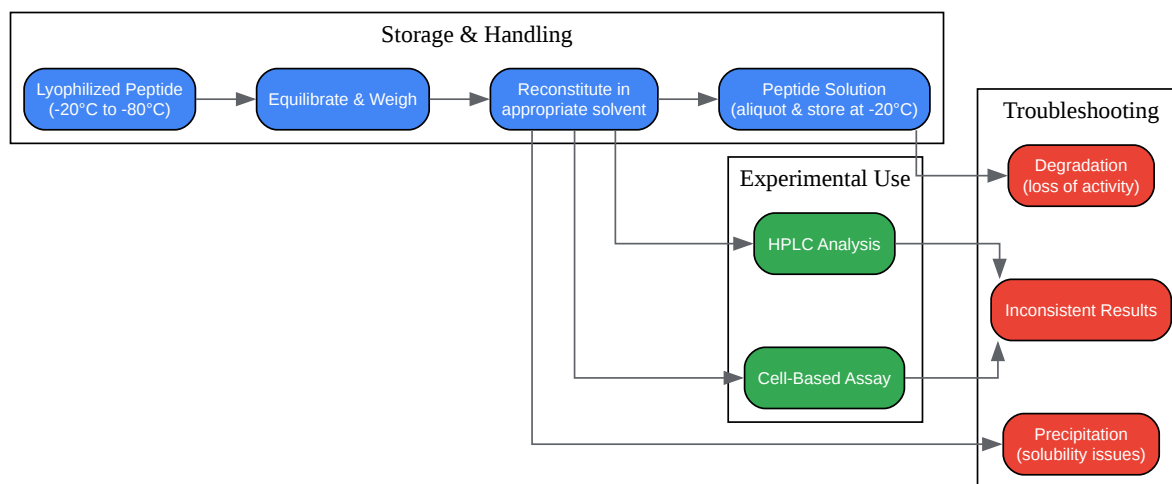 Storage & Handling
Lyophilized Peptide
(-20°C to -80°C)
Equilibrate & Weigh
Reconstitute in
appropriate solvent
Peptide Solution
(aliquot & store at -20°C)
Experimental Use
HPLC Analysis
Cell-Based Assay
Troubleshooting
Degradation
(loss of activity)
Inconsistent Results
Precipitation
(solubility issues)